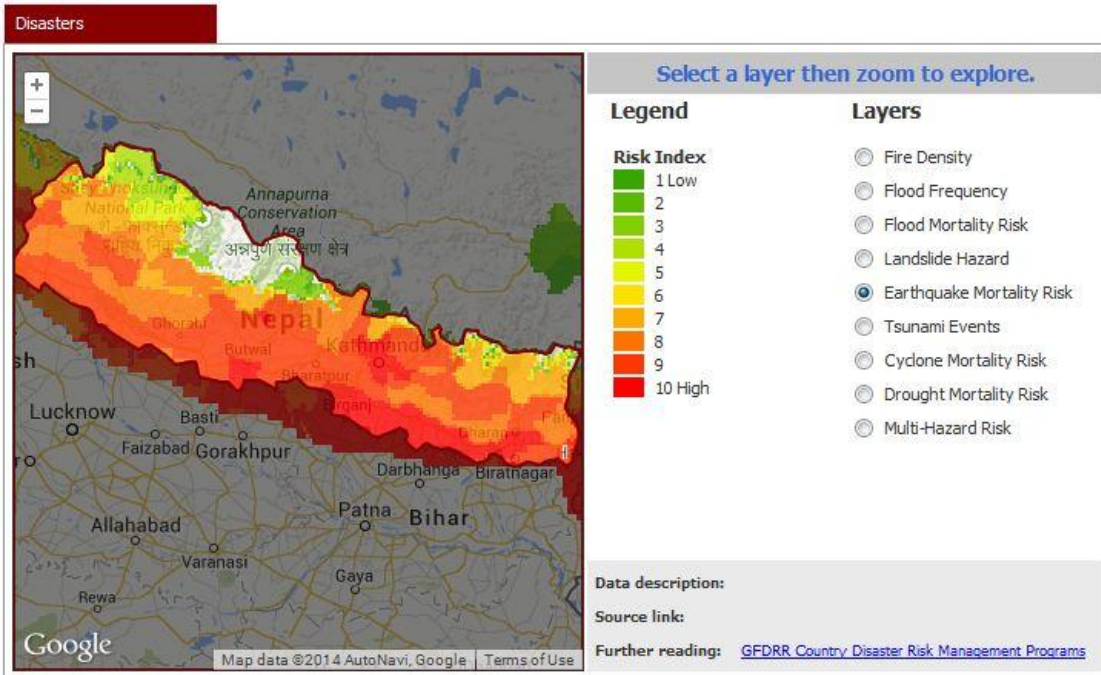 Disasters
+
−
Annapurna
Conservation
Area
अन्नपूर्ण संरक्षण क्षेत्र
National Park
Ghorahi
Nepal
Butwal
Kathmandu
Bharatpur
Birganj
Dharan
sh
Lucknow
Basti
Faizabad Gorakhpur
Darbhanga Biratnagar
Patna Bihar
Allahabad
Varanasi
Gaya
Rewa
Google
Map data ©2014 AutoNavi, Google
Terms of Use
Select a layer then zoom to explore.
Legend
Risk Index
1 Low
2
3
4
5
6
7
8
9
10 High
Layers
Fire Density
Flood Frequency
Flood Mortality Risk
Landslide Hazard
Earthquake Mortality Risk
Tsunami Events
Cyclone Mortality Risk
Drought Mortality Risk
Multi-Hazard Risk
Data description:
Source link:
Further reading: GFDRR Country Disaster Risk Management Programs